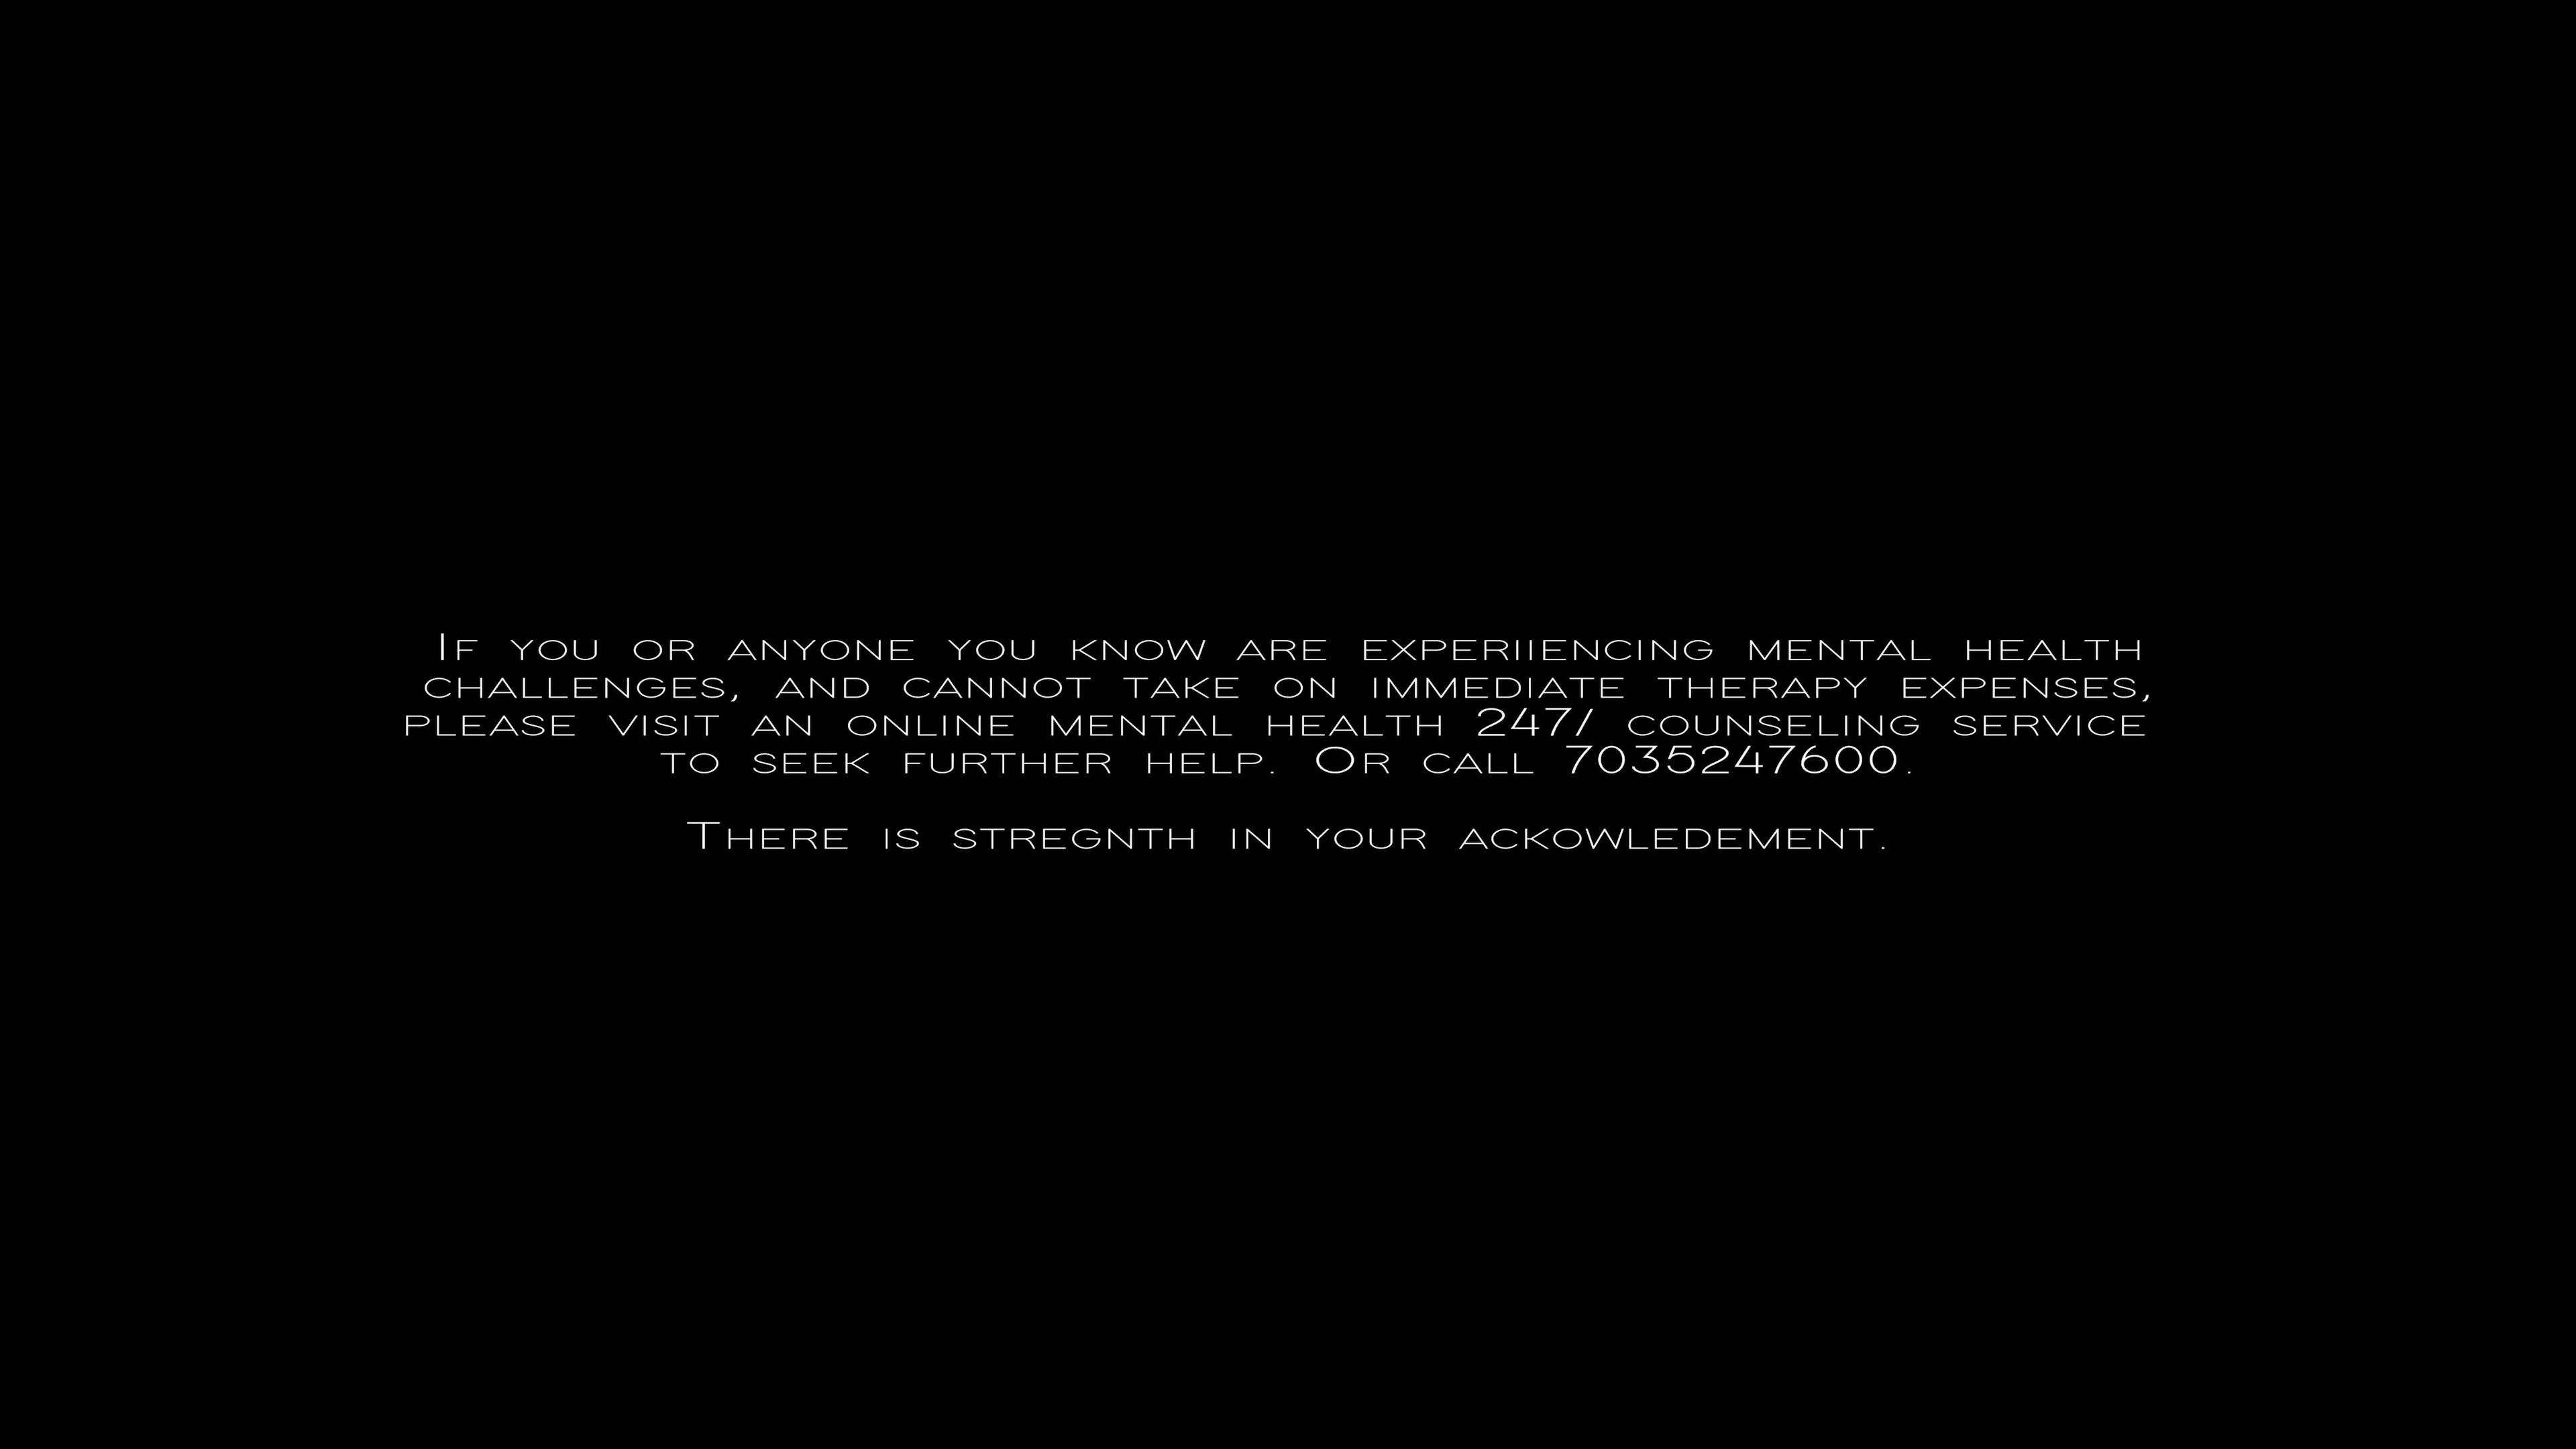 If you or anyone you know are experiiencing mental health
challenges, and cannot take on immediate therapy expenses,
please visit an online mental health 247/ counseling service
to seek further help. Or call 7035247600.
There is stregnth in your ackowledement.